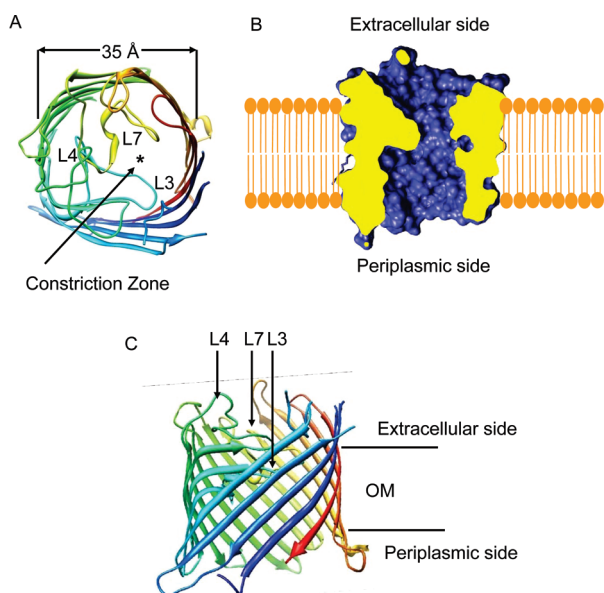 A
35 Å
L7
L4
*
L3
Constriction Zone
B
Extracellular side
Periplasmic side
C
L4 L7 L3
Extracellular side
OM
Periplasmic side